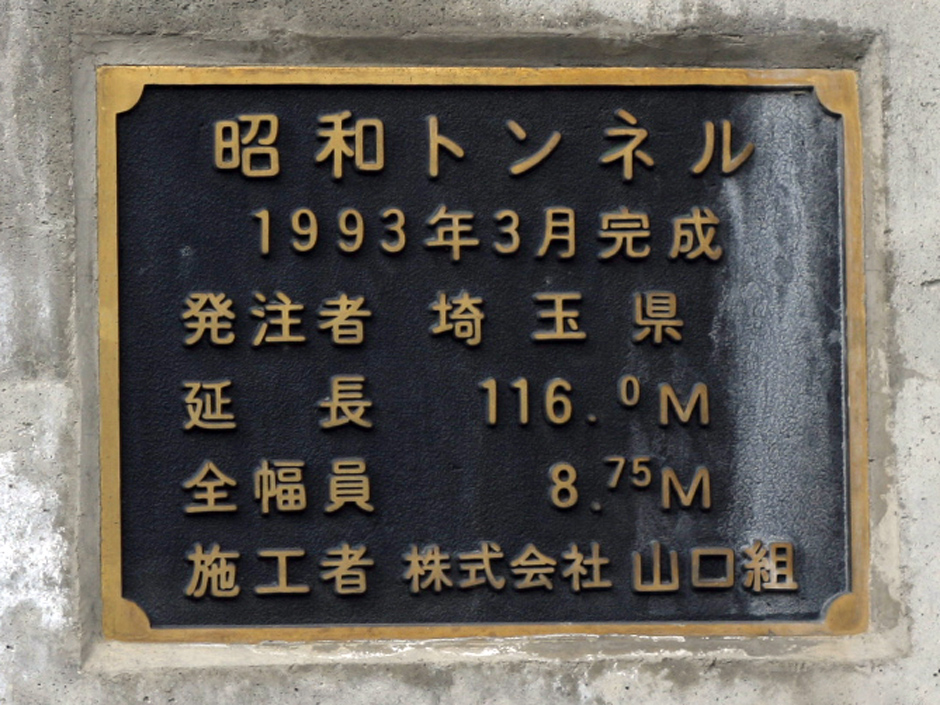 昭和トンネル
1993年3月完成
発注者 埼玉県
延長 116.0M
全幅員 8.75M
施工者 株式会社山口組